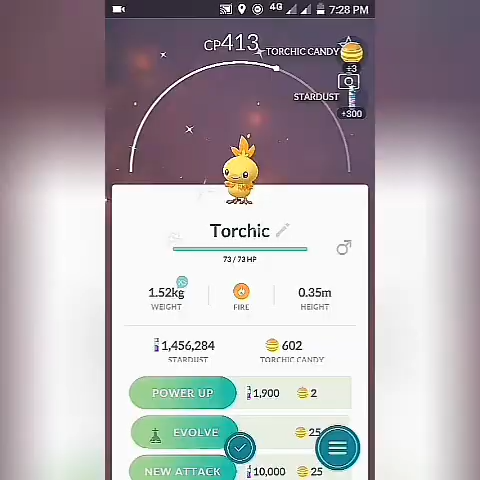 4G 7:28 PM
CP413
TORCHIC CANDY
+3
STARDUST
+300
Torchic
73 / 73 HP
1.52kg FIRE 0.35m
WEIGHT HEIGHT
1,456,284 602
STARDUST TORCHIC CANDY
POWER UP 1,900 2
EVOLVE 25
NEW ATTACK 10,000 25